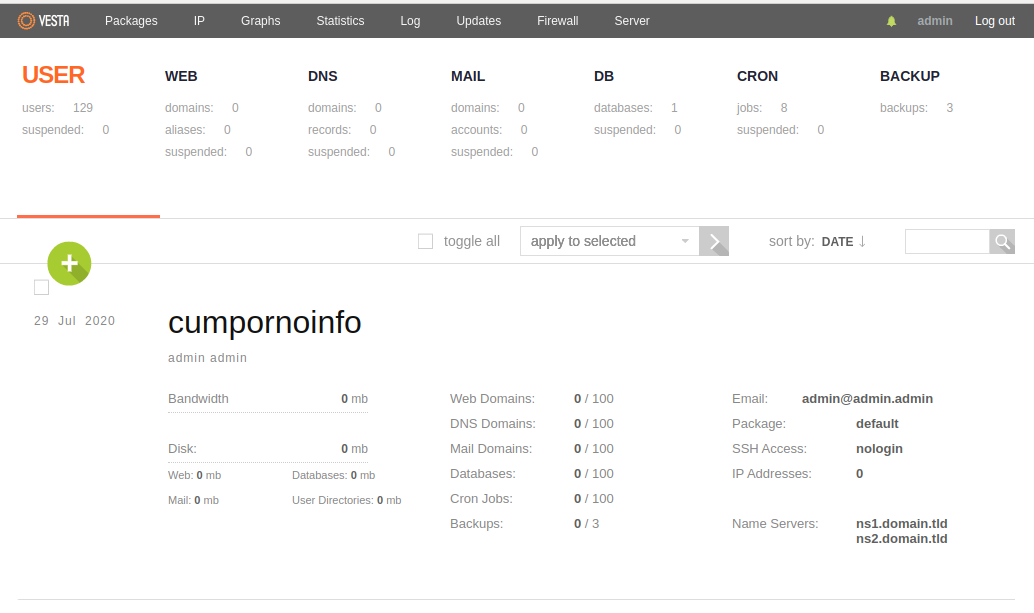 VESTA Packages IP Graphs Statistics Log Updates Firewall Server admin Log out
USER WEB DNS MAIL DB CRON BACKUP
users: 129 domains: 0 domains: 0 domains: 0 databases: 1 jobs: 8 backups: 3
suspended: 0 aliases: 0 records: 0 accounts: 0 suspended: 0 suspended: 0
suspended: 0 suspended: 0 suspended: 0
toggle all apply to selected sort by: DATE ↓
29 Jul 2020 cumpornoinfo
admin admin
Bandwidth 0 mb Web Domains: 0 / 100 Email: admin@admin.admin
DNS Domains: 0 / 100 Package: default
Disk: 0 mb Mail Domains: 0 / 100 SSH Access: nologin
Web: 0 mb Databases: 0 mb Databases: 0 / 100 IP Addresses: 0
Mail: 0 mb User Directories: 0 mb Cron Jobs: 0 / 100
Backups: 0 / 3 Name Servers: ns1.domain.tld
ns2.domain.tld